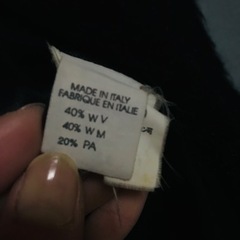 MADE IN ITALY
FABRIQUE EN ITALIE
40% W V
40% W M
20% PA